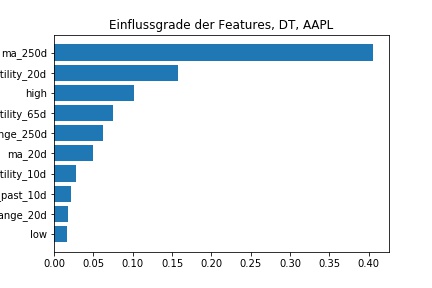 Einflussgrade der Features, DT, AAPL
ma_250d
tility_20d
high
tility_65d
nge_250d
ma_20d
tility_10d
_past_10d
ange_20d
low
0.00 0.05 0.10 0.15 0.20 0.25 0.30 0.35 0.40